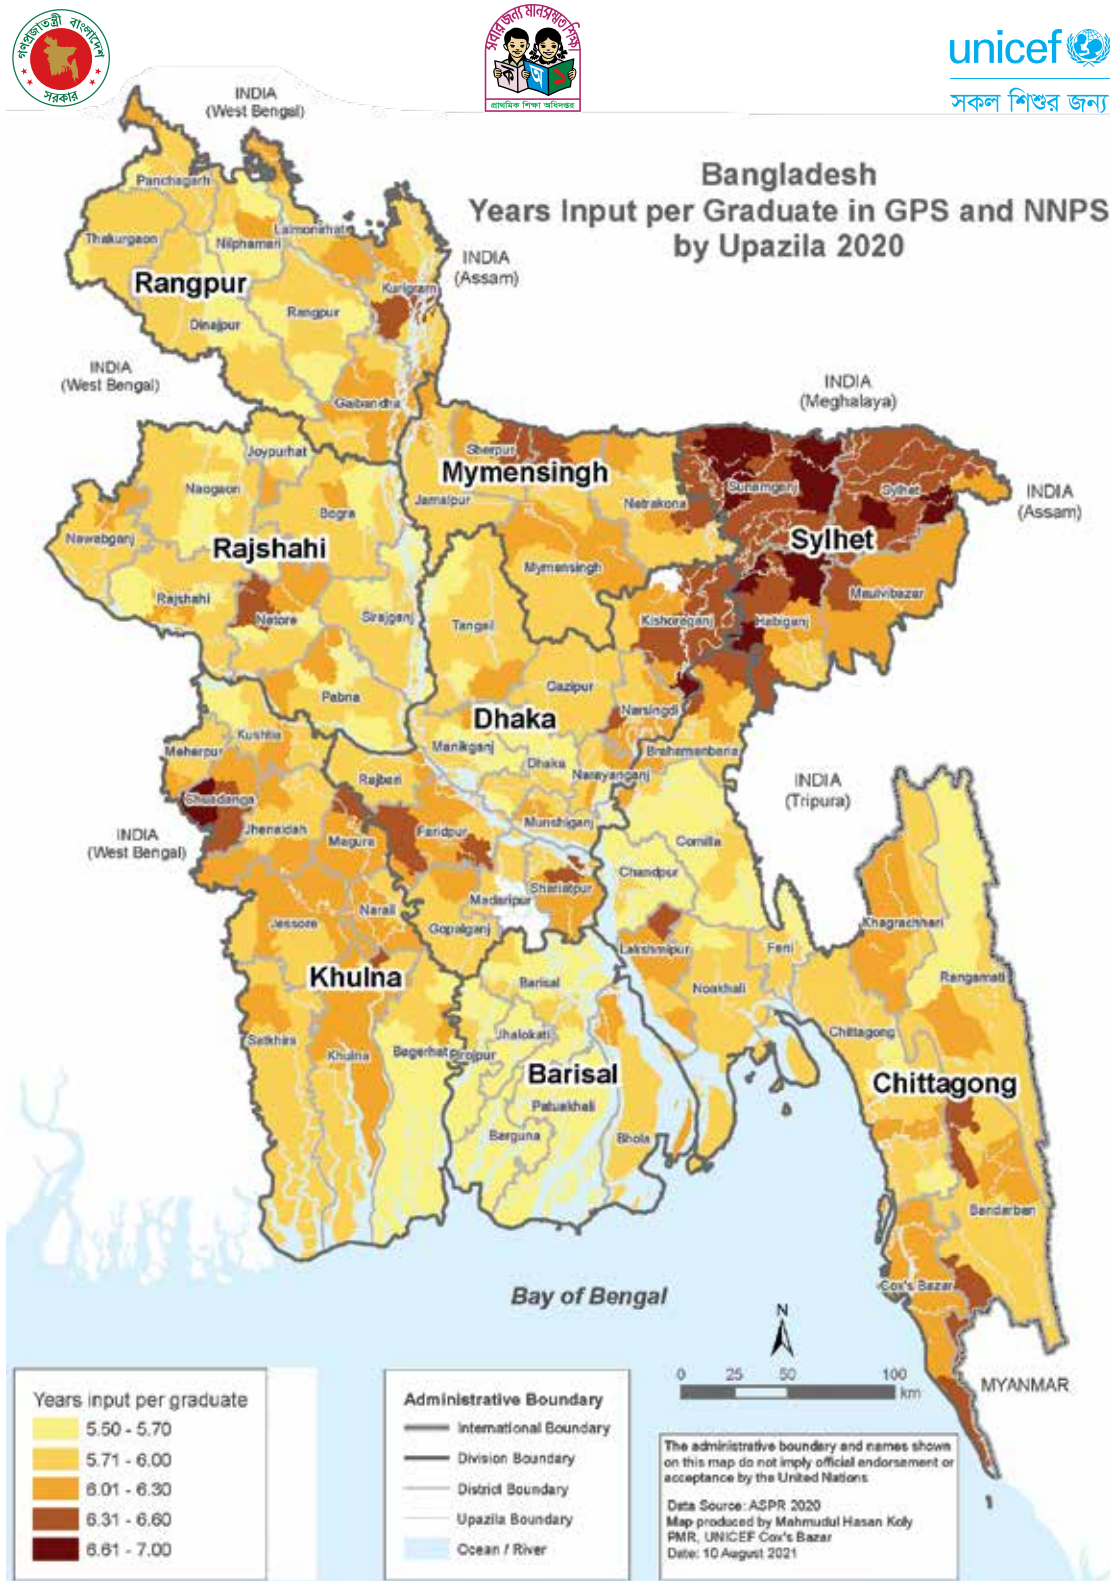 গণপ্রজাতন্ত্রী বাংলাদেশ
সরকার
সবার জন্য মানসম্মত শিক্ষা
ক অ ১
প্রাথমিক শিক্ষা অধিদপ্তর
unicef
সকল শিশুর জন্য
Bangladesh
Years Input per Graduate in GPS and NNPS
by Upazila 2020
INDIA
(West Bengal)
Panchagarh
Thakurgaon
Nilphamari
Lalmonirhat
INDIA
(Assam)
Rangpur
Kurigram
Rangpur
Dinajpur
INDIA
(West Bengal)
Gaibandha
INDIA
(Meghalaya)
Joypurhat
Sherpur
Mymensingh
Naogaon
Jamalpur
Netrakona
Sunamganj
Sylhet
INDIA
(Assam)
Bogra
Nawabganj
Rajshahi
Sylhet
Mymensingh
Rajshahi
Natore
Sirajganj
Tangail
Kishoreganj
Habiganj
Maulvibazar
Pabna
Gazipur
Narsingdi
Dhaka
Kushtia
Meherpur
Manikganj
Dhaka
Brahamanbaria
Rajbari
Narayanganj
INDIA
(Tripura)
Chuadanga
Jhenaidah
Magura
Faridpur
Munshiganj
INDIA
(West Bengal)
Comilla
Chandpur
Shariatpur
Madaripur
Narail
Jessore
Gopalganj
Khagrachhari
Lakshmipur
Feni
Khulna
Barisal
Noakhali
Rangamati
Satkhira
Khulna
Bagerhat
Pirojpur
Jhalokati
Chittagong
Barisal
Chittagong
Patuakhali
Barguna
Bhola
Bandarban
Cox's Bazar
Bay of Bengal
N
0 25 50 100
km
MYANMAR
Years input per graduate
5.50 - 5.70
5.71 - 6.00
6.01 - 6.30
6.31 - 6.60
6.61 - 7.00
Administrative Boundary
International Boundary
Division Boundary
District Boundary
Upazila Boundary
Ocean / River
The administrative boundary and names shown
on this map do not imply official endorsement or
acceptance by the United Nations
Data Source: ASPR 2020
Map produced by Mahmudul Hasan Koly
PMR, UNICEF Cox's Bazar
Date: 10 August 2021